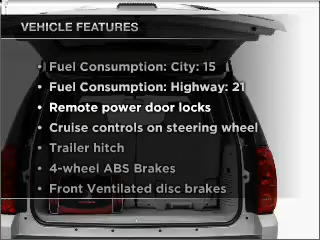 VEHICLE FEATURES
• Fuel Consumption: City: 15
• Fuel Consumption: Highway: 21
• Remote power door locks
• Cruise controls on steering wheel
• Trailer hitch
• 4-wheel ABS Brakes
• Front Ventilated disc brakes